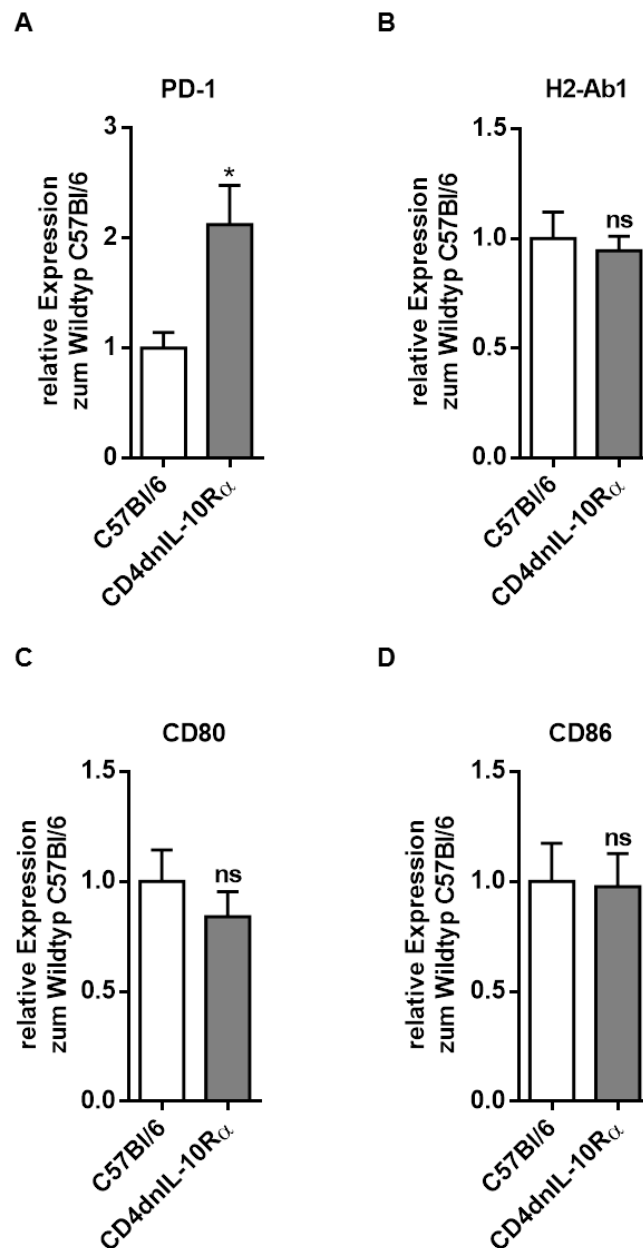 A
PD-1
relative Expression
zum Wildtyp C57Bl/6
3
2
1
0
*
C57Bl/6
CD4dnIL-10Rα
B
H2-Ab1
relative Expression
zum Wildtyp C57Bl/6
1.5
1.0
0.5
0.0
ns
C57Bl/6
CD4dnIL-10Rα
C
CD80
relative Expression
zum Wildtyp C57Bl/6
1.5
1.0
0.5
0.0
ns
C57Bl/6
CD4dnIL-10Rα
D
CD86
relative Expression
zum Wildtyp C57Bl/6
1.5
1.0
0.5
0.0
ns
C57Bl/6
CD4dnIL-10Rα